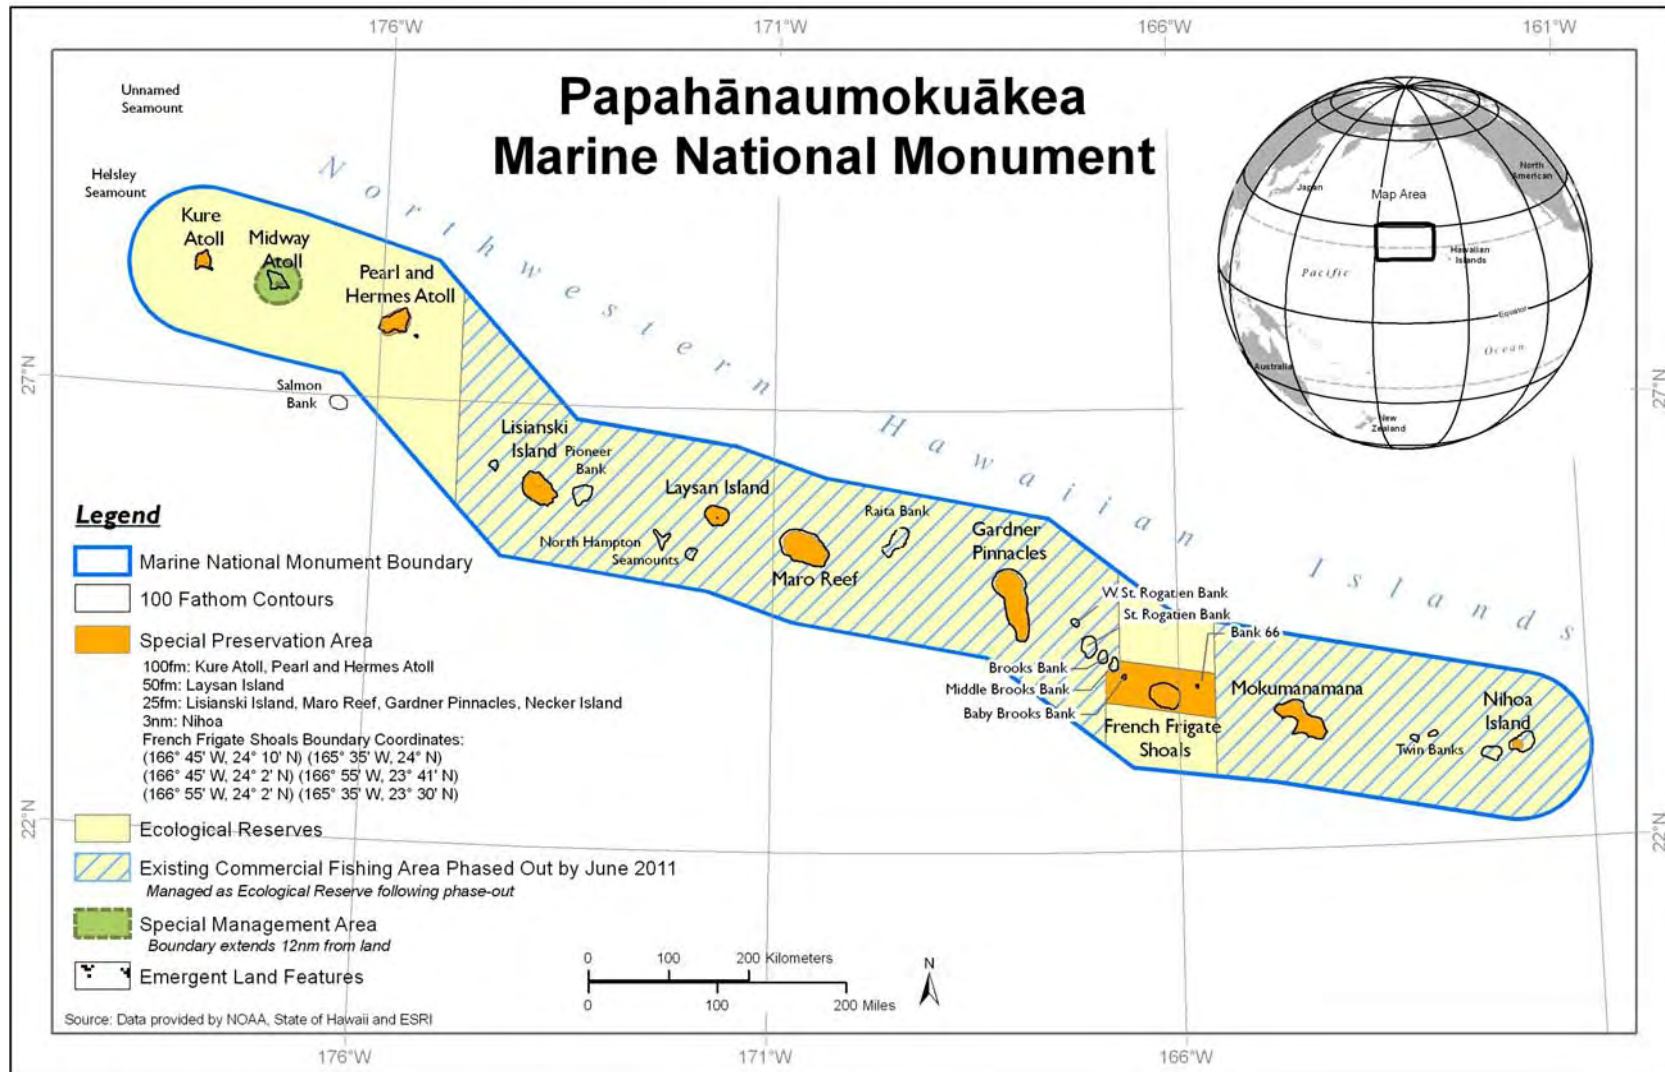 176°W
171°W
166°W
161°W
Papahānaumokuākea
Marine National Monument
Unnamed
Seamount
Helsley
Seamount
Kure
Atoll
Midway
Atoll
Pearl and
Hermes Atoll
Northwestern Hawaiian Islands
Japan
North
American
Map Area
Hawaiian
Islands
Pacific
Equator
Ocean
Australia
New
Zealand
27°N
27°N
Salmon
Bank
Lisianski
Island
Pioneer
Bank
Laysan Island
North Hampton
Seamounts
Maro Reef
Raita Bank
Gardner
Pinnacles
W. St. Rogatien Bank
St. Rogatien Bank
Bank 66
Brooks Bank
Middle Brooks Bank
Baby Brooks Bank
French Frigate
Shoals
Mokumanamana
Nihoa
Island
Twin Banks
22°N
22°N
Legend
Marine National Monument Boundary
100 Fathom Contours
Special Preservation Area
100fm: Kure Atoll, Pearl and Hermes Atoll
50fm: Laysan Island
25fm: Lisianski Island, Maro Reef, Gardner Pinnacles, Necker Island
3nm: Nihoa
French Frigate Shoals Boundary Coordinates:
(166° 45' W, 24° 10' N) (165° 35' W, 24° N)
(166° 45' W, 24° 2' N) (166° 55' W, 23° 41' N)
(166° 55' W, 24° 2' N) (165° 35' W, 23° 30' N)
Ecological Reserves
Existing Commercial Fishing Area Phased Out by June 2011
Managed as Ecological Reserve following phase-out
Special Management Area
Boundary extends 12nm from land
Emergent Land Features
0 100 200 Kilometers
0 100 200 Miles
N
Source: Data provided by NOAA, State of Hawaii and ESRI
176°W
171°W
166°W